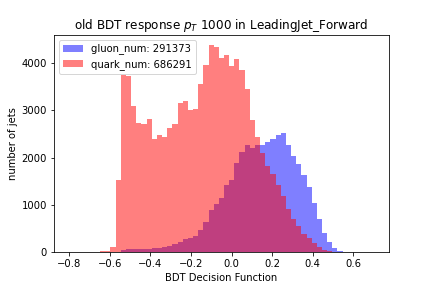 old BDT response p_T 1000 in LeadingJet_Forward
gluon_num: 291373
quark_num: 686291
number of jets
4000
3000
2000
1000
0
−0.8 −0.6 −0.4 −0.2 0.0 0.2 0.4 0.6
BDT Decision Function